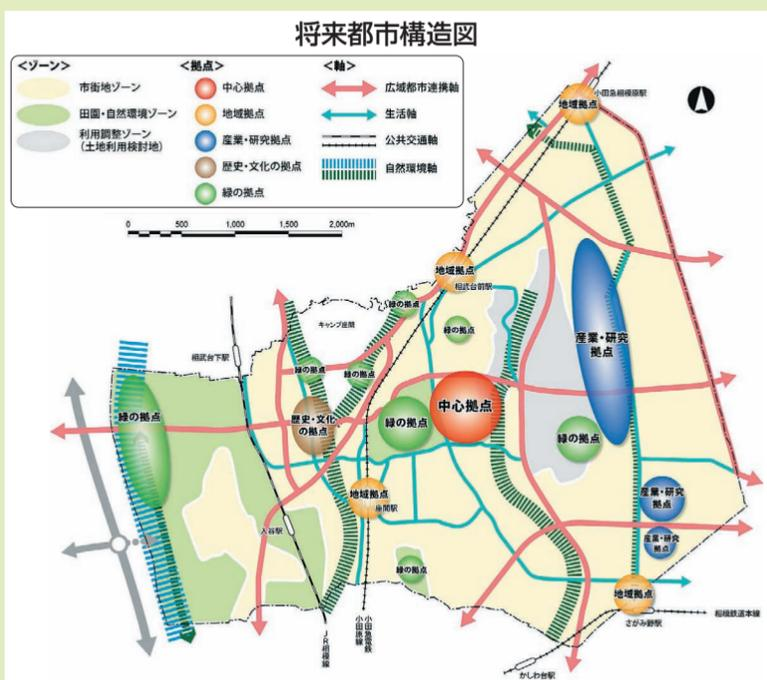 将来都市構造図
＜ゾーン＞
市街地ゾーン
田園・自然環境ゾーン
利用調整ゾーン
(土地利用検討地)
＜拠点＞
中心拠点
地域拠点
産業・研究拠点
歴史・文化の拠点
緑の拠点
＜軸＞
広域都市連携軸
生活軸
公共交通軸
自然環境軸
0 500 1,000 1,500 2,000m
小田急相模原駅
地域拠点
地域拠点
相武台前駅
キャンプ座間
緑の拠点
緑の拠点
相武台下駅
緑の拠点
緑の拠点
産業・研究
拠点
緑の拠点
歴史・文化
の拠点
緑の拠点
中心拠点
緑の拠点
地域拠点
座間駅
産業・研究
拠点
入谷駅
産業・研究
拠点
緑の拠点
地域拠点
さがみ野駅
相模鉄道本線
かしわ台駅
JR相模線
小田急電鉄
小田原線